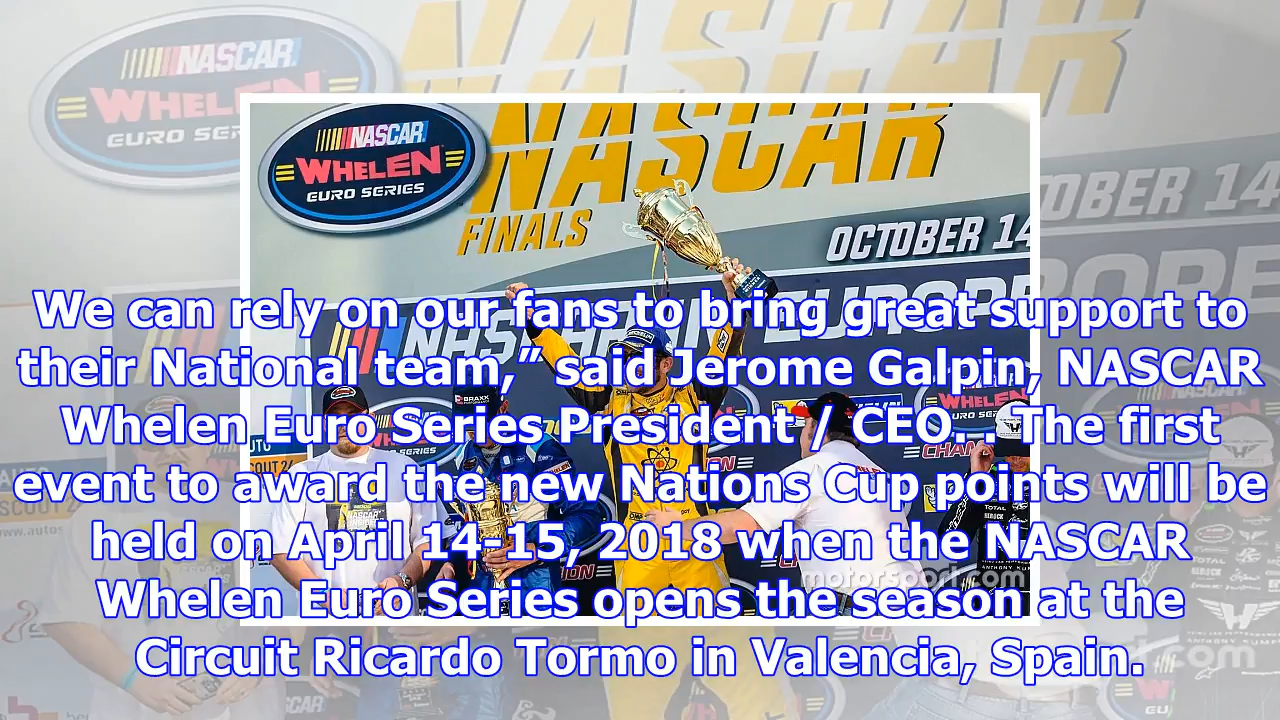 NASCAR
WHELEN
EURO SERIES
NASCAR
FINALS
OCTOBER 14
We can rely on our fans to bring great support to
their National team,” said Jerome Galpin, NASCAR
Whelen Euro Series President / CEO. . The first
event to award the new Nations Cup points will be
held on April 14-15, 2018 when the NASCAR
Whelen Euro Series opens the season at the
Circuit Ricardo Tormo in Valencia, Spain.
motorsport.com